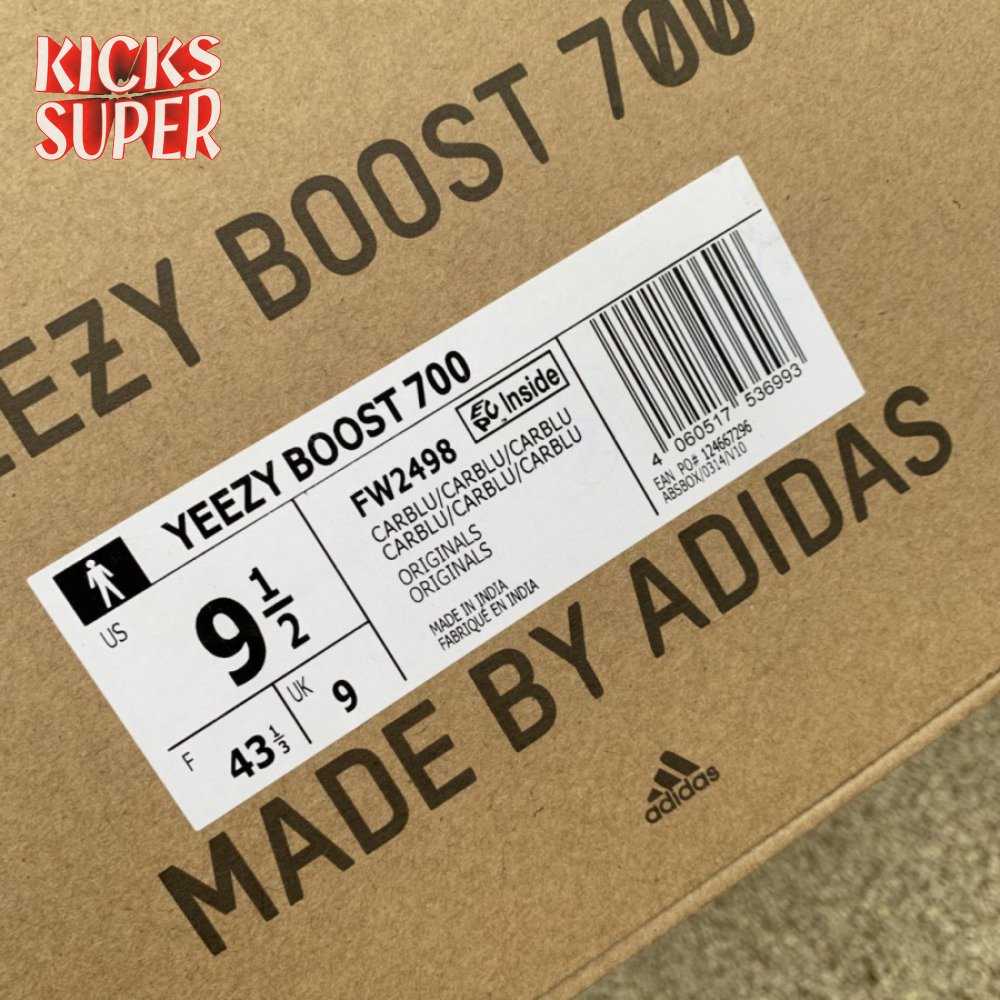 KICKS
SUPER
EEZY BOOST 700
YEEZY BOOST 700
US
9 1/2
F
43 1/3
UK
9
FW2498
Inside
CARBLU/CARBLU/CARBLU
CARBLU/CARBLU/CARBLU
ORIGINALS
ORIGINALS
MADE IN INDIA
FABRIQUÉ EN INDIA
4 060517 536993
EAN PO# 124667296
ABSBOX/0314/V10
MADE BY ADIDAS
adidas